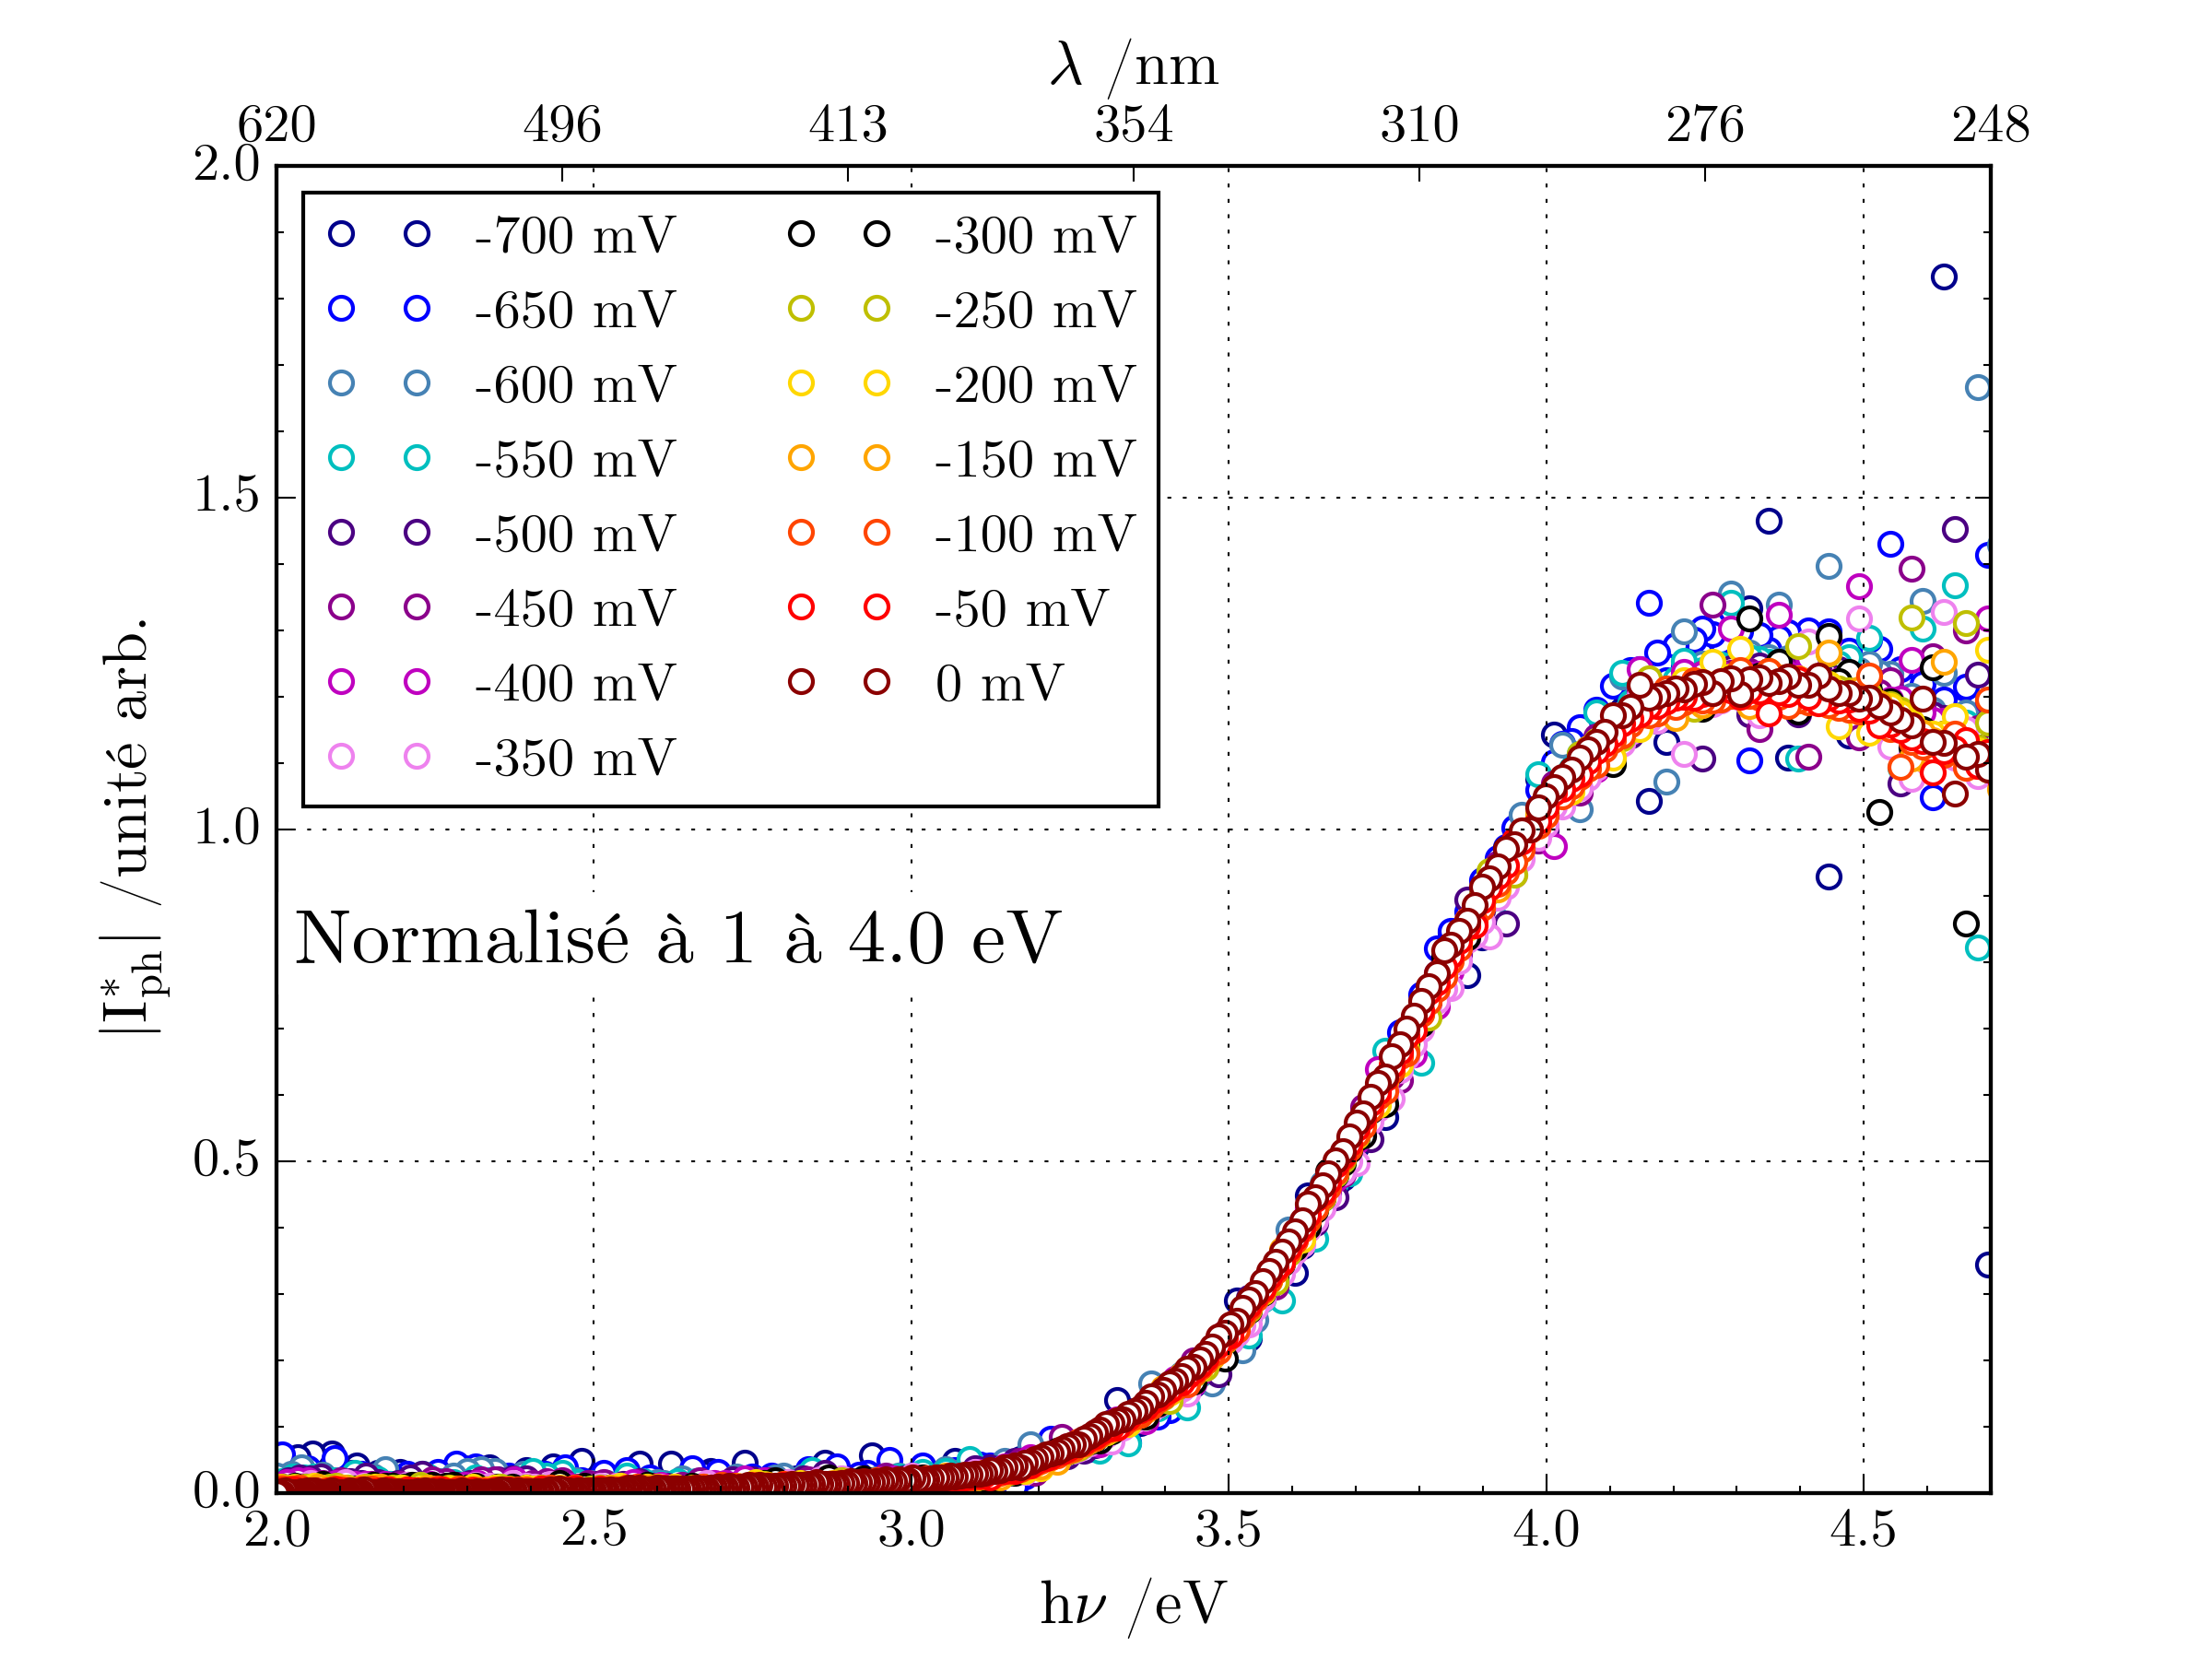 λ /nm
620 496 413 354 310 276 248
2.0
1.5
1.0
0.5
0.0
|I*ph| /unité arb.
-700 mV
-650 mV
-600 mV
-550 mV
-500 mV
-450 mV
-400 mV
-350 mV
-300 mV
-250 mV
-200 mV
-150 mV
-100 mV
-50 mV
0 mV
Normalisé à 1 à 4.0 eV
2.0 2.5 3.0 3.5 4.0 4.5
hν /eV